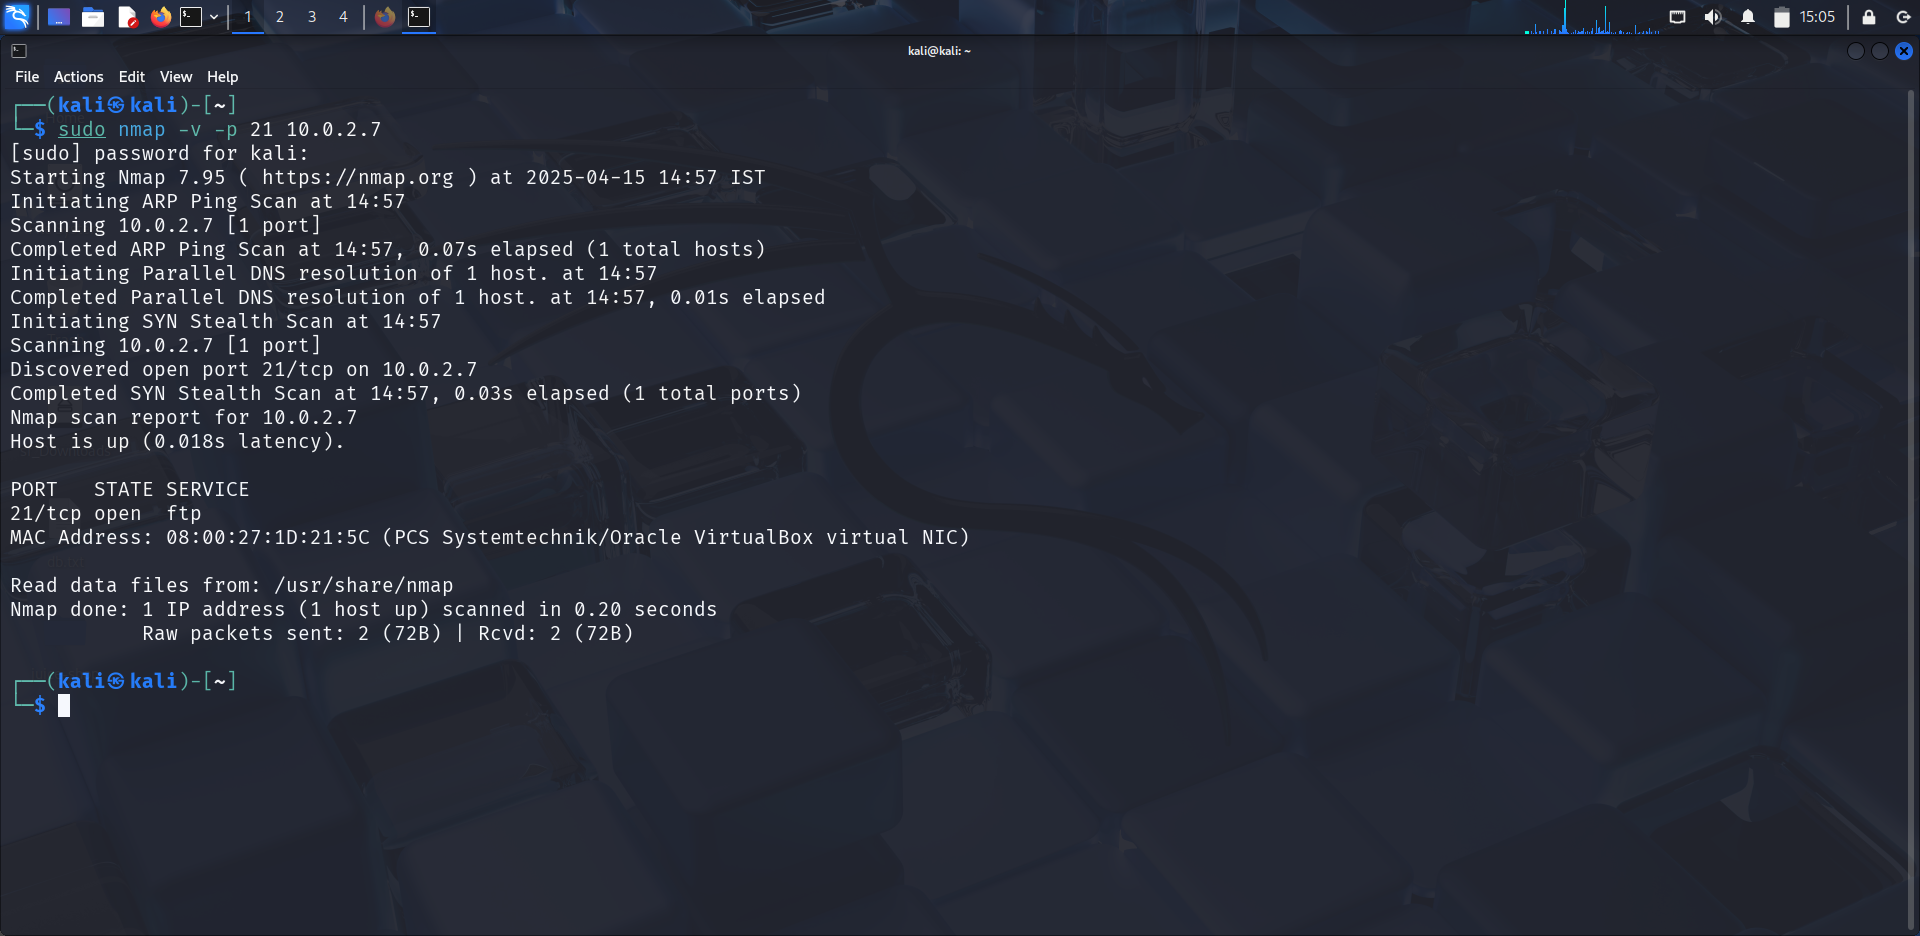 1 2 3 4 15:05
kali@kali: ~
File Actions Edit View Help
┌──(kali㉿kali)-[~]
└─$ sudo nmap -v -p 21 10.0.2.7
[sudo] password for kali:
Starting Nmap 7.95 ( https://nmap.org ) at 2025-04-15 14:57 IST
Initiating ARP Ping Scan at 14:57
Scanning 10.0.2.7 [1 port]
Completed ARP Ping Scan at 14:57, 0.07s elapsed (1 total hosts)
Initiating Parallel DNS resolution of 1 host. at 14:57
Completed Parallel DNS resolution of 1 host. at 14:57, 0.01s elapsed
Initiating SYN Stealth Scan at 14:57
Scanning 10.0.2.7 [1 port]
Discovered open port 21/tcp on 10.0.2.7
Completed SYN Stealth Scan at 14:57, 0.03s elapsed (1 total ports)
Nmap scan report for 10.0.2.7
Host is up (0.018s latency).
PORT   STATE SERVICE
21/tcp open  ftp
MAC Address: 08:00:27:1D:21:5C (PCS Systemtechnik/Oracle VirtualBox virtual NIC)
Read data files from: /usr/share/nmap
Nmap done: 1 IP address (1 host up) scanned in 0.20 seconds
Raw packets sent: 2 (72B) | Rcvd: 2 (72B)
┌──(kali㉿kali)-[~]
└─$